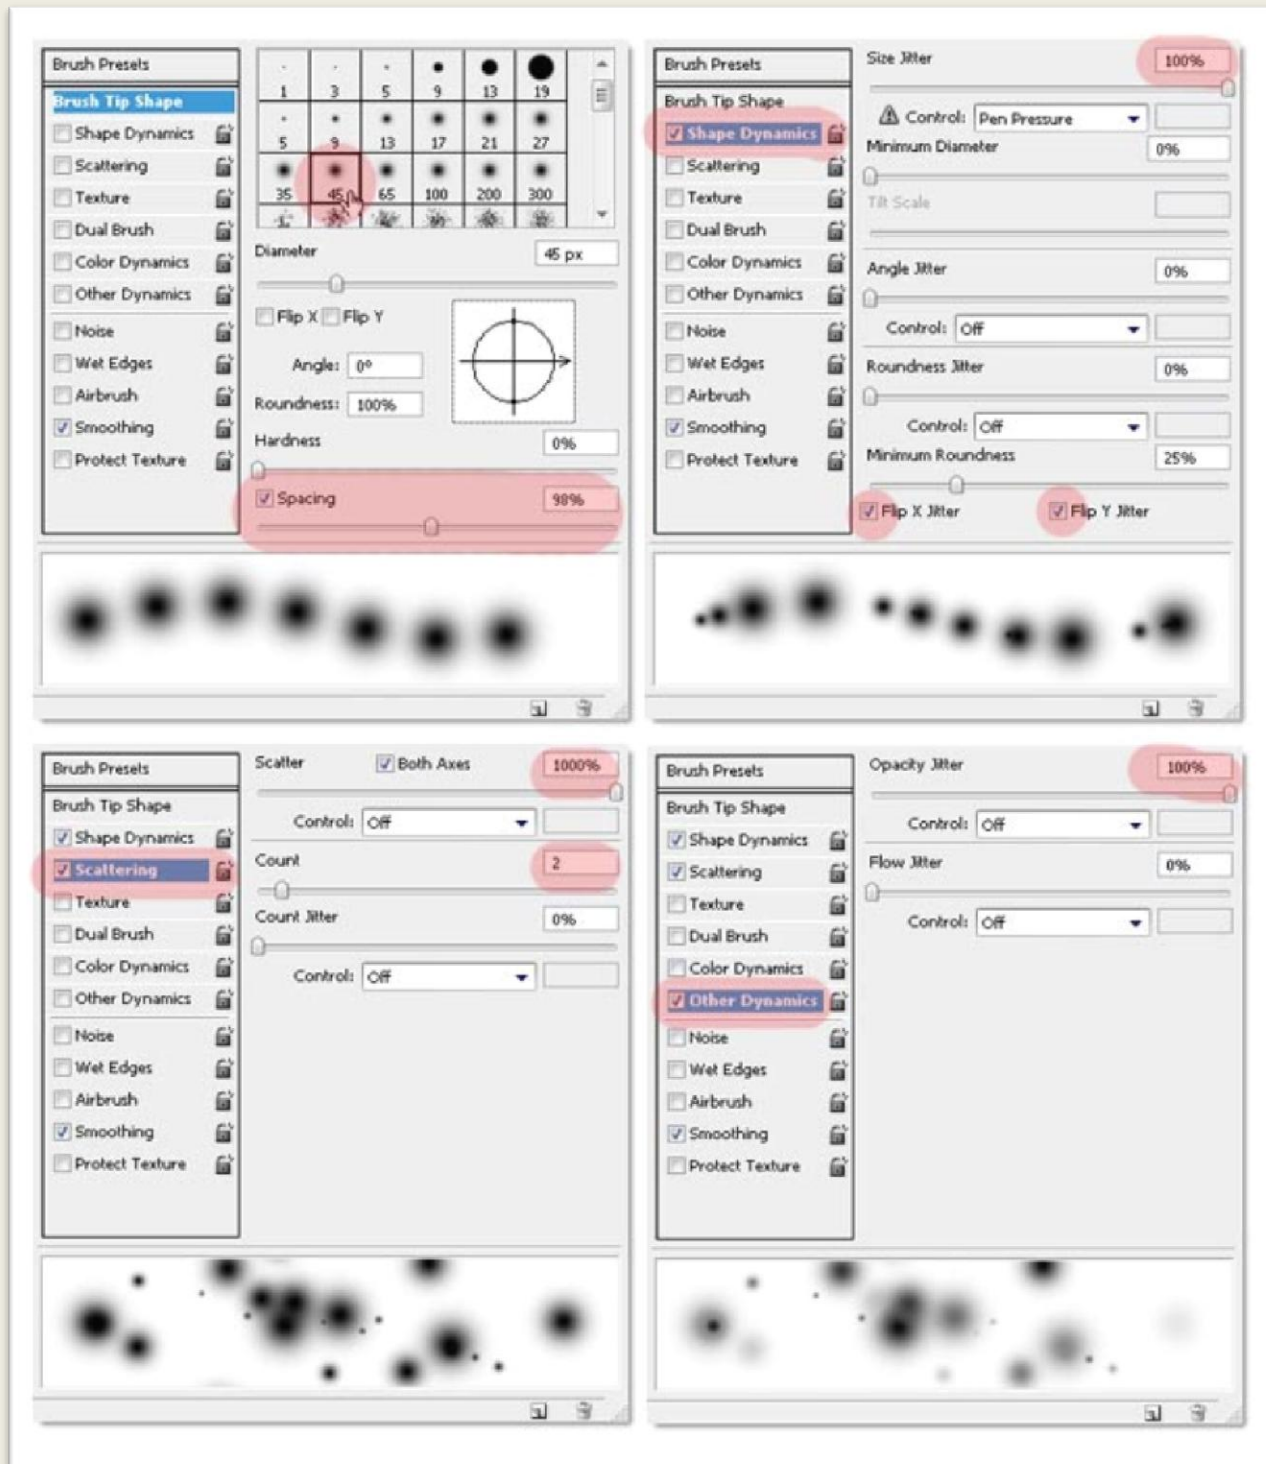 Brush Presets
Brush Tip Shape
Shape Dynamics
Scattering
Texture
Dual Brush
Color Dynamics
Other Dynamics
Noise
Wet Edges
Airbrush
Smoothing
Protect Texture
1 3 5 9 13 19
5 9 13 17 21 27
35 45 65 100 200 300
Diameter 45 px
Flip X Flip Y
Angle: 0º
Roundness: 100%
Hardness 0%
Spacing 98%
Brush Presets
Brush Tip Shape
Shape Dynamics
Scattering
Texture
Dual Brush
Color Dynamics
Other Dynamics
Noise
Wet Edges
Airbrush
Smoothing
Protect Texture
Size Jitter 100%
Control: Pen Pressure
Minimum Diameter 0%
Tilt Scale
Angle Jitter 0%
Control: Off
Roundness Jitter 0%
Control: Off
Minimum Roundness 25%
Flip X Jitter Flip Y Jitter
Brush Presets
Brush Tip Shape
Shape Dynamics
Scattering
Texture
Dual Brush
Color Dynamics
Other Dynamics
Noise
Wet Edges
Airbrush
Smoothing
Protect Texture
Scatter Both Axes 1000%
Control: Off
Count 2
Count Jitter 0%
Control: Off
Brush Presets
Brush Tip Shape
Shape Dynamics
Scattering
Texture
Dual Brush
Color Dynamics
Other Dynamics
Noise
Wet Edges
Airbrush
Smoothing
Protect Texture
Opacity Jitter 100%
Control: Off
Flow Jitter 0%
Control: Off